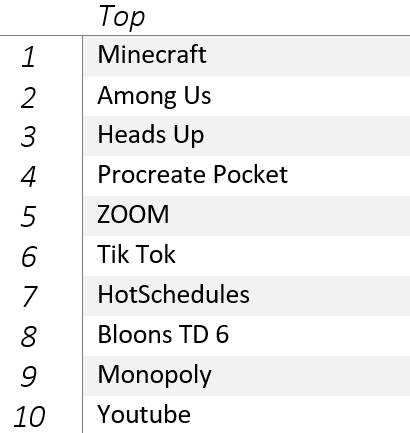 Top
1 Minecraft
2 Among Us
3 Heads Up
4 Procreate Pocket
5 ZOOM
6 Tik Tok
7 HotSchedules
8 Bloons TD 6
9 Monopoly
10 Youtube